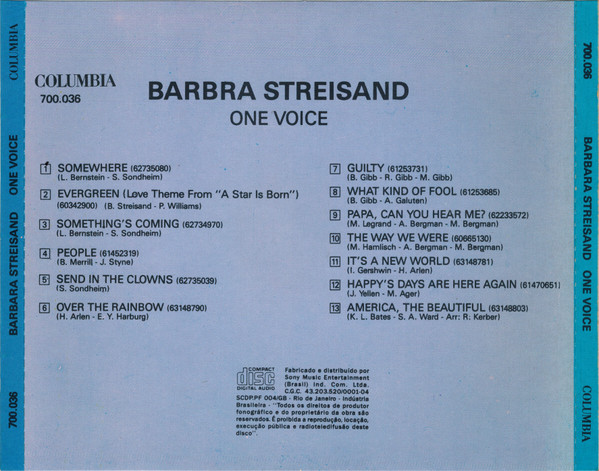 COLUMBIA
BARBARA STREISAND ONE VOICE
700.036
COLUMBIA
700.036
BARBRA STREISAND
ONE VOICE
1 SOMEWHERE (62735080)
(L. Bernstein - S. Sondheim)
2 EVERGREEN (Love Theme From "A Star Is Born")
(60342900) (B. Streisand - P. Williams)
3 SOMETHING'S COMING (62734970)
(L. Bernstein - S. Sondheim)
4 PEOPLE (61452319)
(B. Merrill - J. Styne)
5 SEND IN THE CLOWNS (62735039)
(S. Sondheim)
6 OVER THE RAINBOW (63148790)
(H. Arlen - E. Y. Harburg)
7 GUILTY (61253731)
(B. Gibb - R. Gibb - M. Gibb)
8 WHAT KIND OF FOOL (61253685)
(B. Gibb - A. Galuten)
9 PAPA, CAN YOU HEAR ME? (62233572)
(M. Legrand - A. Bergman - M. Bergman)
10 THE WAY WE WERE (60665130)
(M. Hamlisch - A. Bergman - M. Bergman)
11 IT'S A NEW WORLD (63148781)
(I. Gershwin - H. Arlen)
12 HAPPY'S DAYS ARE HERE AGAIN (61470651)
(J. Yellen - M. Ager)
13 AMERICA, THE BEAUTIFUL (63148803)
(K. L. Bates - S. A. Ward - Arr: R. Kerber)
COMPACT
disc
DIGITAL AUDIO
Fabricado e distribuído por
Sony Music Entertainment
(Brasil) Ind. Com. Ltda.
C.G.C. 43.203.520/0001-04
SCDP.PF 004/GB - Rio de Janeiro - Indústria
Brasileira - "Todos os direitos de produtor
fonográfico e do proprietário da obra são
reservados. É proibida a reprodução, locação,
execução pública e radioteledifusão deste
disco".
700.036
BARBARA STREISAND ONE VOICE
COLUMBIA